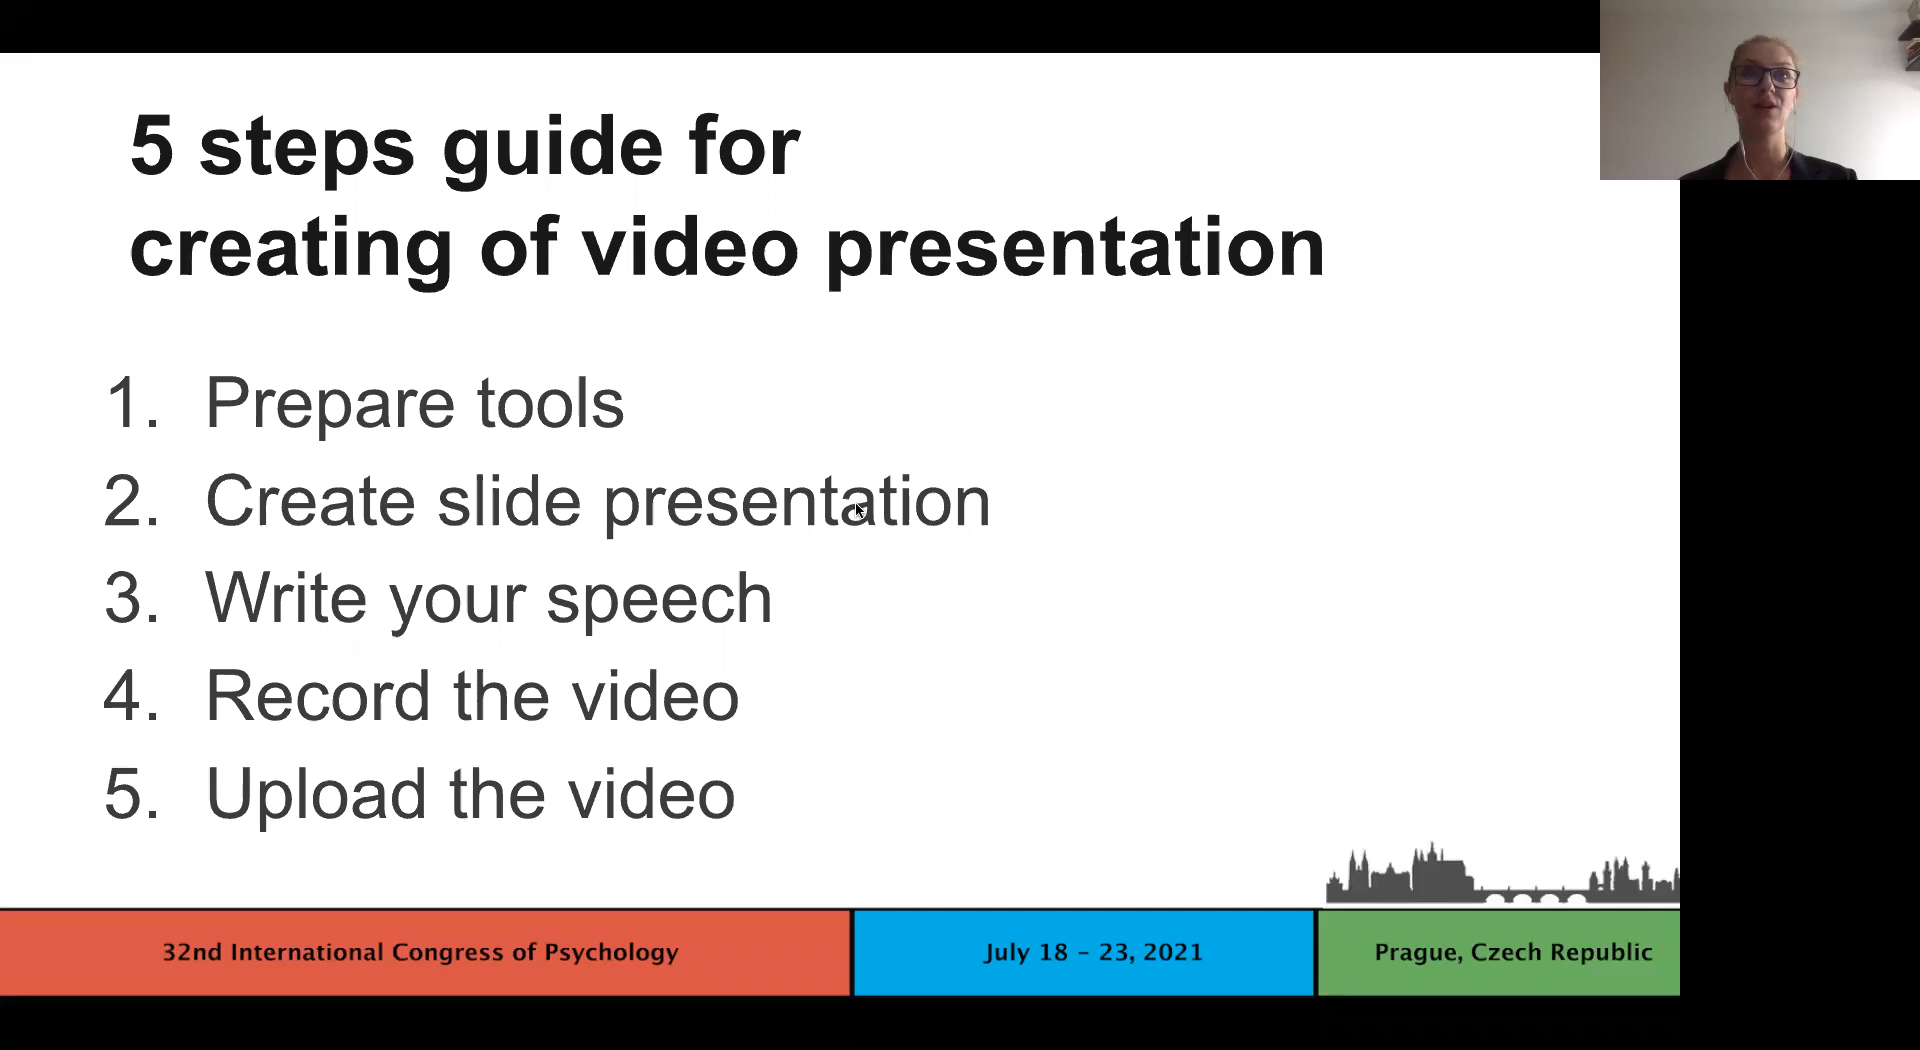 5 steps guide for
creating of video presentation
1. Prepare tools
2. Create slide presentation
3. Write your speech
4. Record the video
5. Upload the video
32nd International Congress of Psychology
July 18 – 23, 2021
Prague, Czech Republic